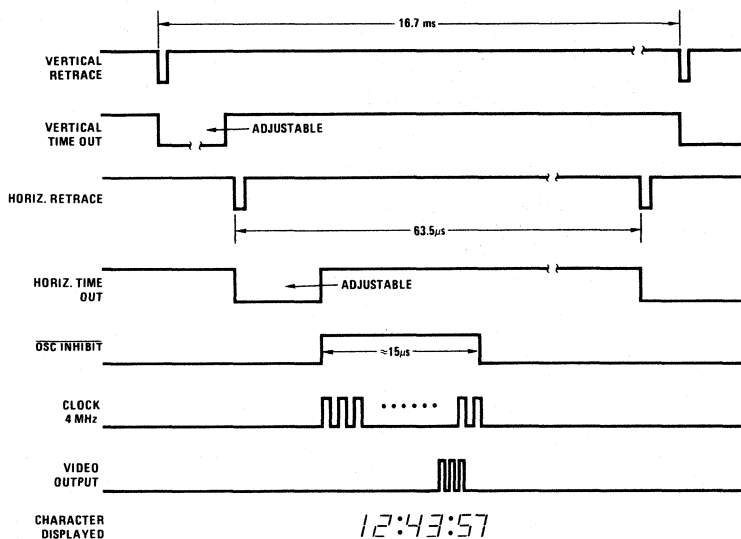 16.7 ms
VERTICAL
RETRACE
VERTICAL
TIME OUT
ADJUSTABLE
HORIZ. RETRACE
63.5µs
HORIZ. TIME
OUT
ADJUSTABLE
OSC INHIBIT
≈15µs
CLOCK
4 MHz
VIDEO
OUTPUT
CHARACTER
DISPLAYED
12:43:57